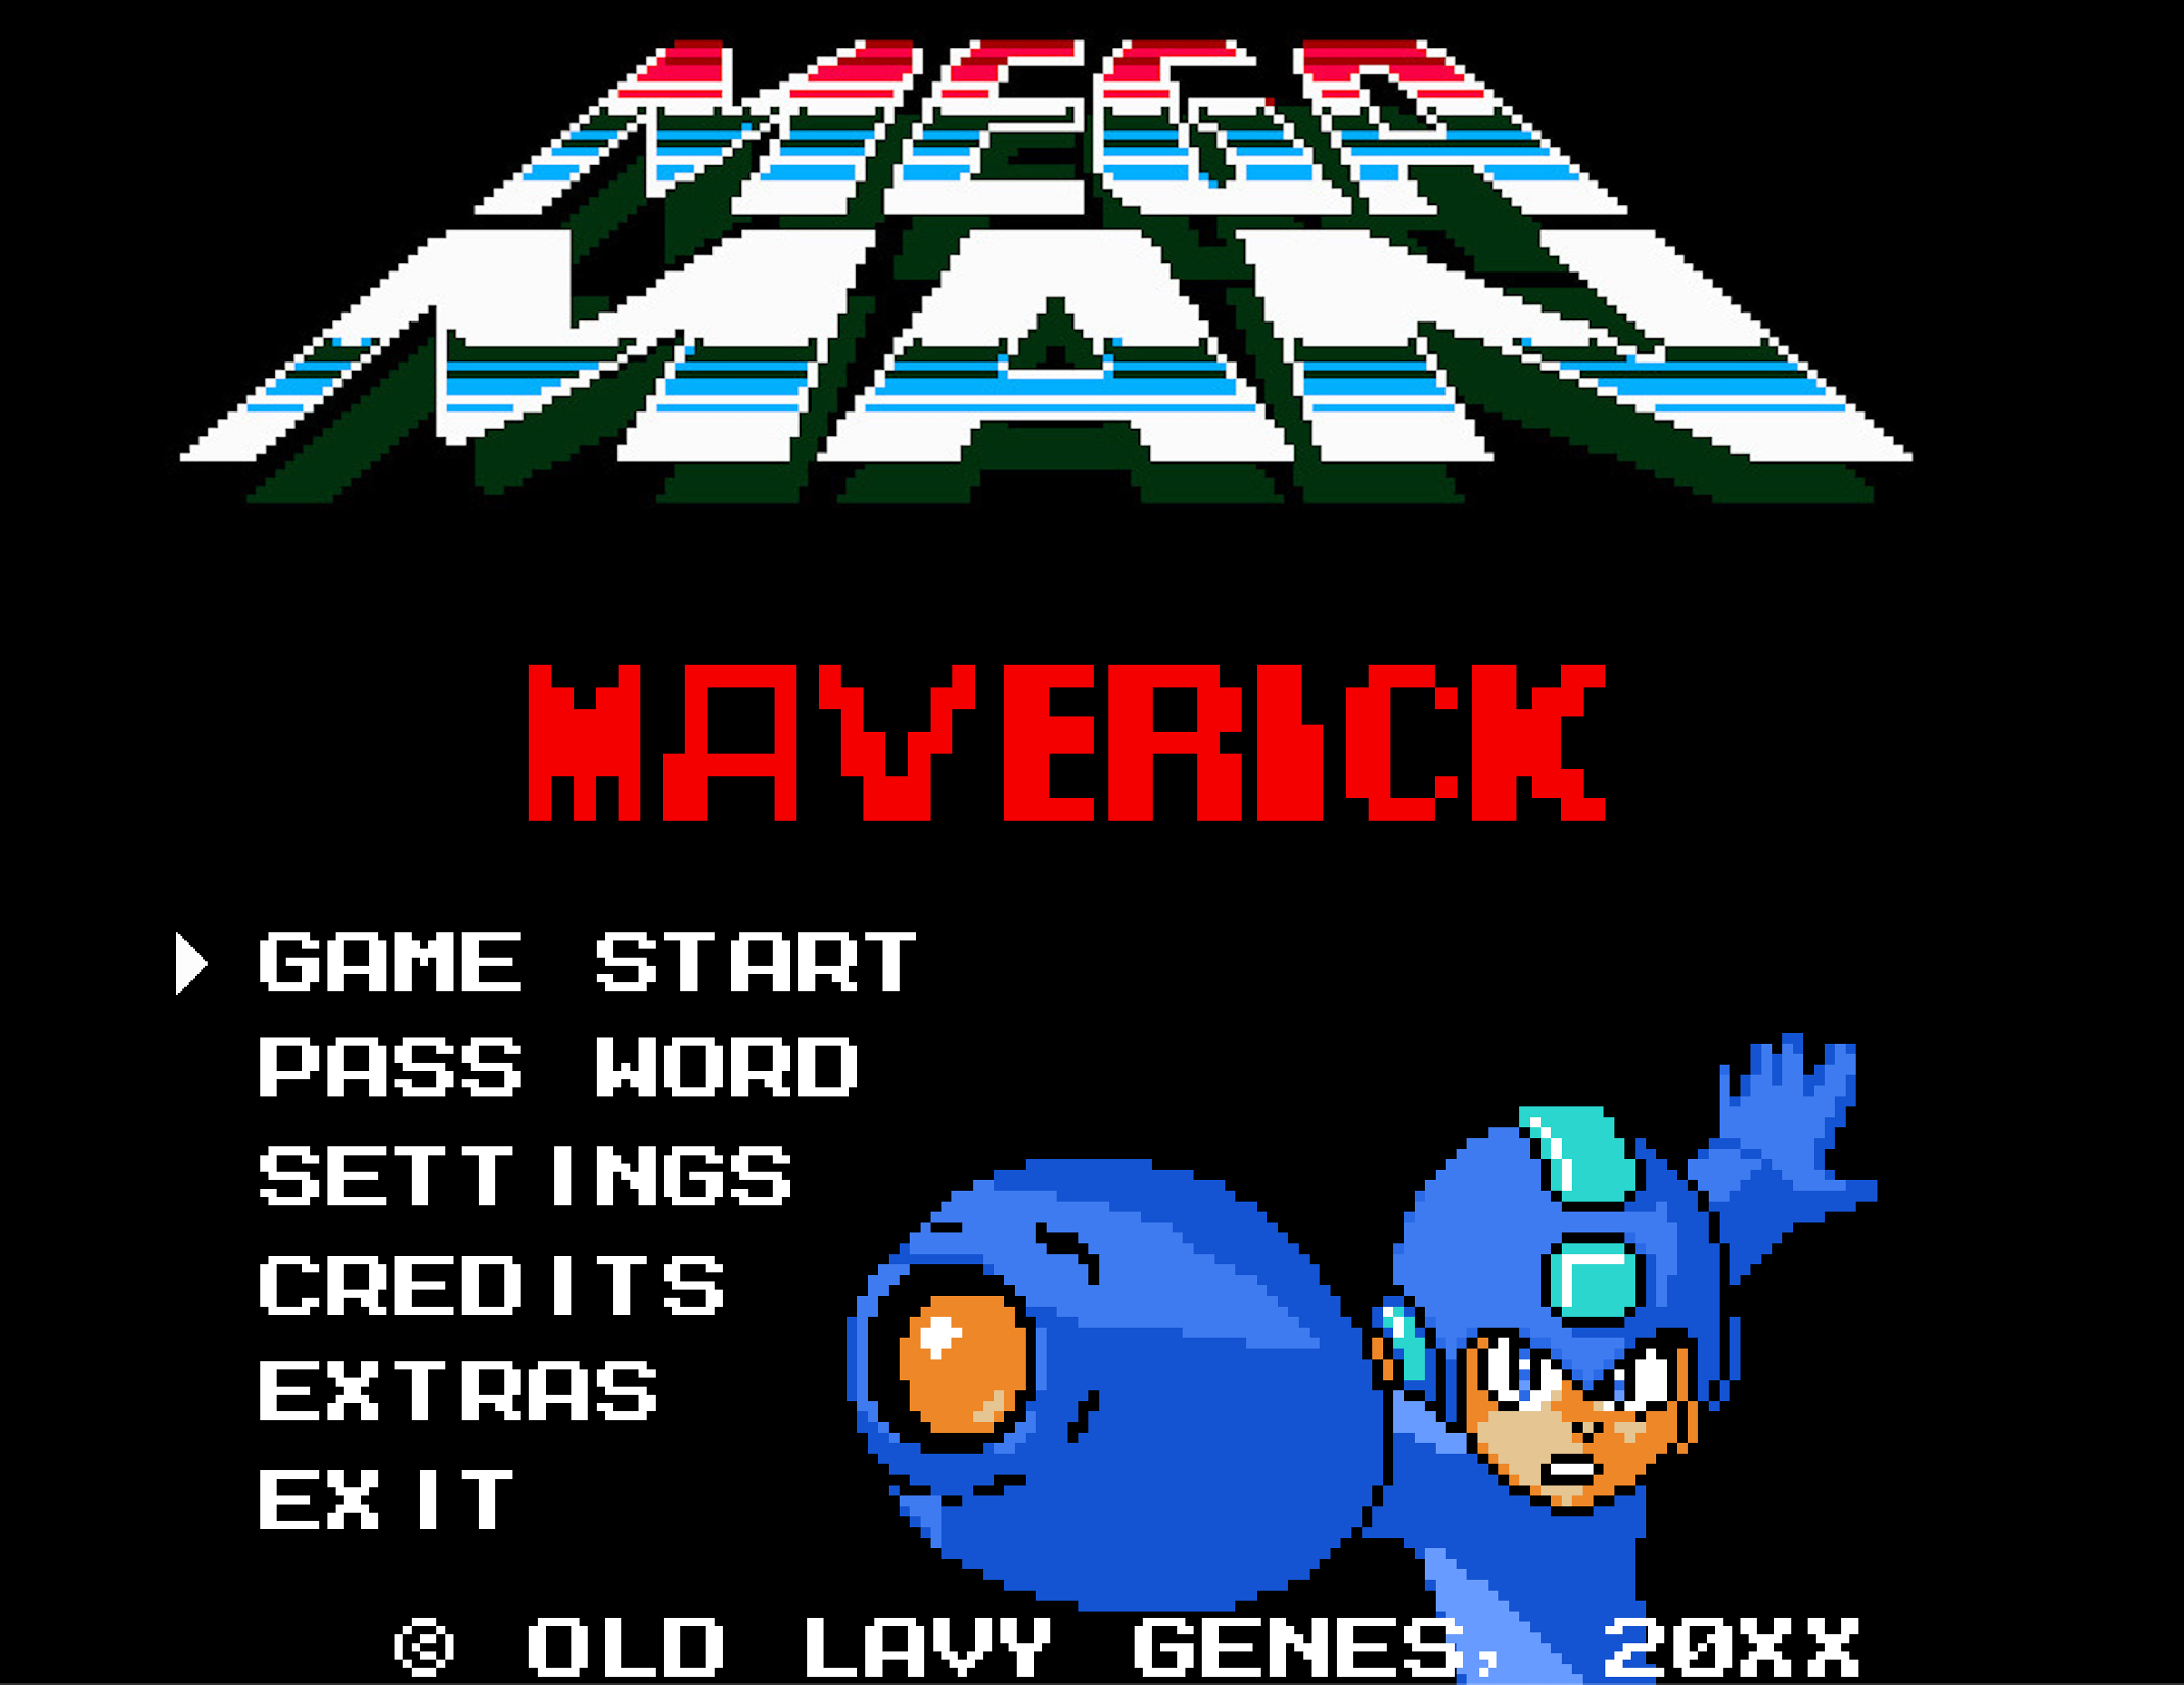 MEGA
MAN
MAVERICK
GAME START
PASS WORD
SETTINGS
CREDITS
EXTRAS
EXIT
© OLD LAVY GENES, 20XX